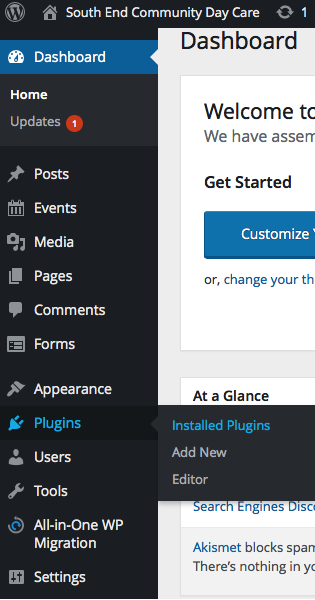 South End Community Day Care 1
Dashboard
Dashboard
Home
Updates 1
Posts
Events
Media
Pages
Comments
Forms
Appearance
Plugins
Users
Tools
All-in-One WP
Migration
Settings
Installed Plugins
Add New
Editor
Welcome to
We have assem
Get Started
Customize Y
or, change your th
At a Glance
Search Engines Disco
Akismet blocks spam
There's nothing in yo